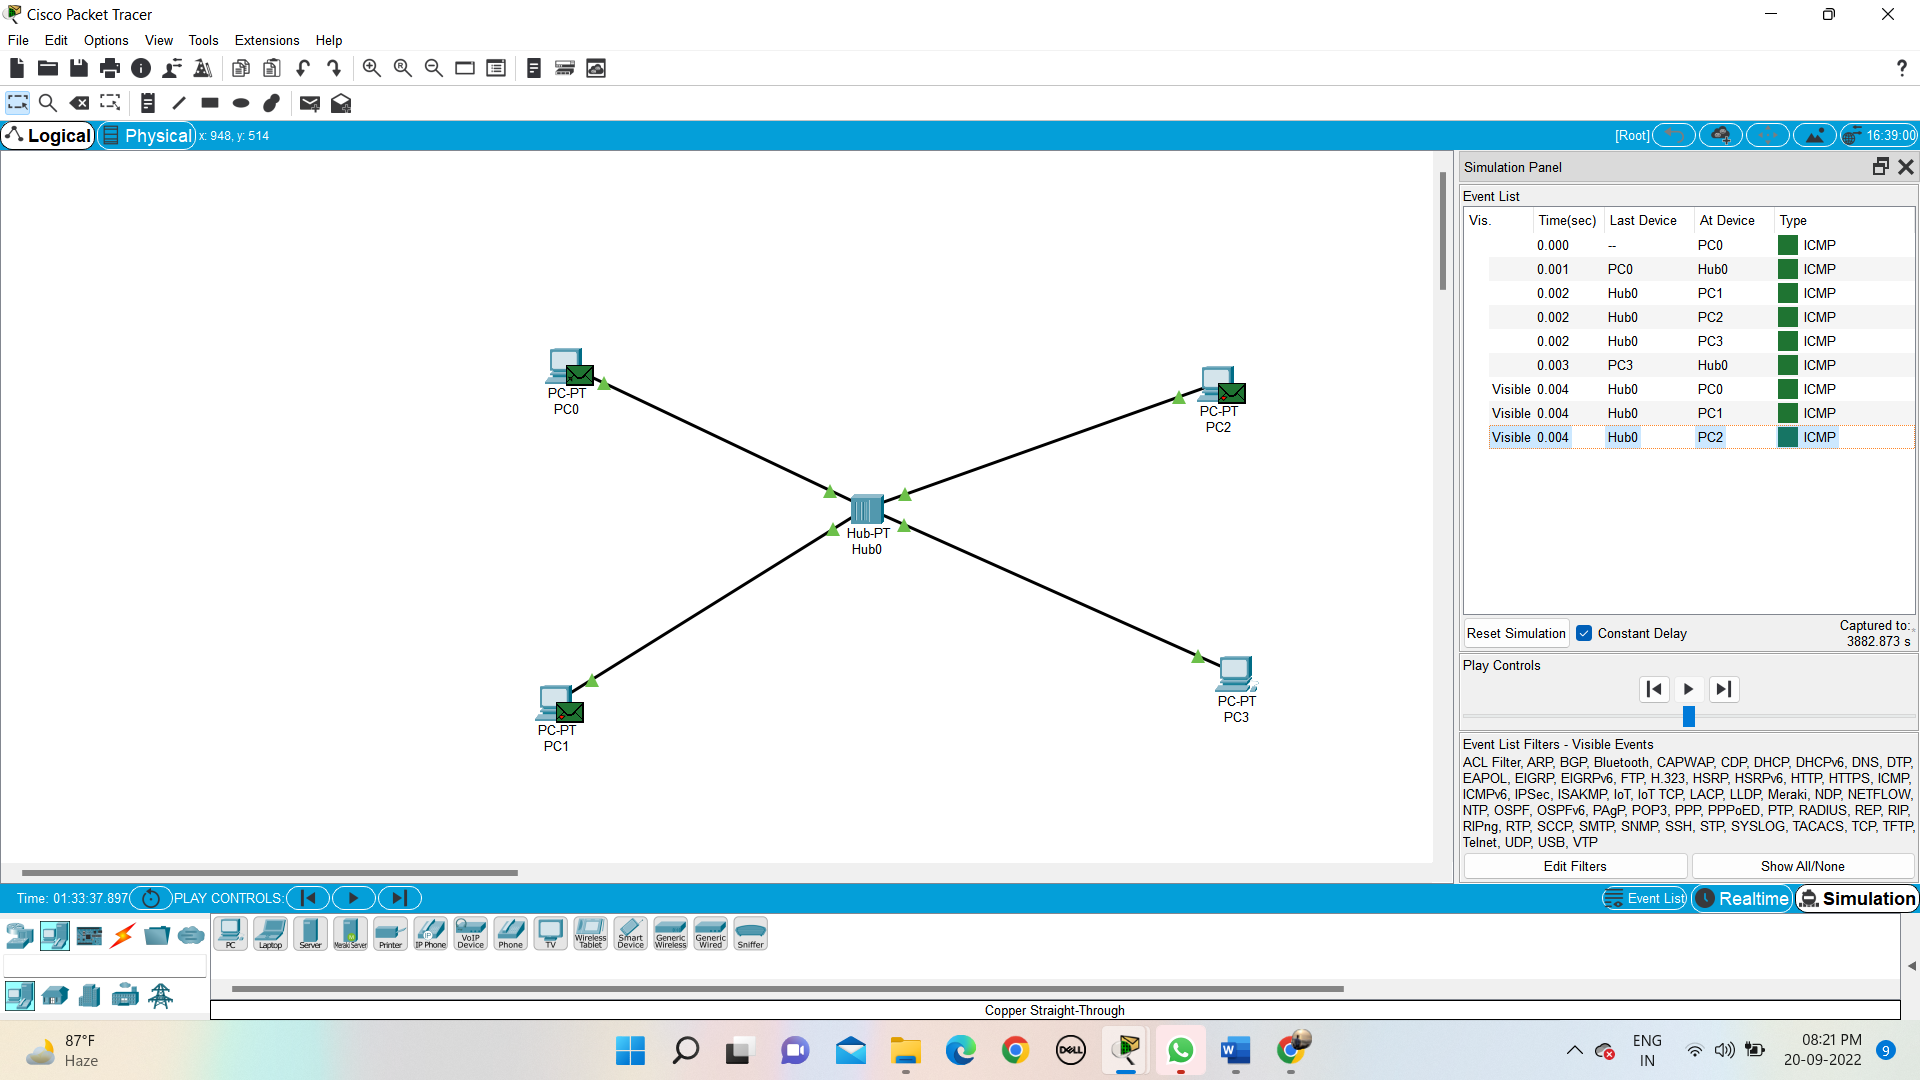 Cisco Packet Tracer
File Edit Options View Tools Extensions Help
Logical Physical x: 948, y: 514 [Root] 16:39:00
Simulation Panel
Event List
Vis. Time(sec) Last Device At Device Type
0.000 -- PC0 ICMP
0.001 PC0 Hub0 ICMP
0.002 Hub0 PC1 ICMP
0.002 Hub0 PC2 ICMP
0.002 Hub0 PC3 ICMP
0.003 PC3 Hub0 ICMP
Visible 0.004 Hub0 PC0 ICMP
Visible 0.004 Hub0 PC1 ICMP
Visible 0.004 Hub0 PC2 ICMP
PC-PT
PC0
PC-PT
PC2
Hub-PT
Hub0
PC-PT
PC1
PC-PT
PC3
Reset Simulation Constant Delay Captured to:
3882.873 s
Play Controls
Event List Filters - Visible Events
ACL Filter, ARP, BGP, Bluetooth, CAPWAP, CDP, DHCP, DHCPv6, DNS, DTP,
EAPOL, EIGRP, EIGRPv6, FTP, H.323, HSRP, HSRPv6, HTTP, HTTPS, ICMP,
ICMPv6, IPSec, ISAKMP, IoT, IoT TCP, LACP, LLDP, Meraki, NDP, NETFLOW,
NTP, OSPF, OSPFv6, PAgP, POP3, PPP, PPPoED, PTP, RADIUS, REP, RIP,
RIPng, RTP, SCCP, SMTP, SNMP, SSH, STP, SYSLOG, TACACS, TCP, TFTP,
Telnet, UDP, USB, VTP
Edit Filters Show All/None
Time: 01:33:37.897 PLAY CONTROLS: Event List Realtime Simulation
PC Laptop Server Meraki Server Printer IP Phone VoIP Device Phone TV Wireless Tablet Smart Device Generic Wireless Generic Wired Sniffer
Copper Straight-Through
87°F
Haze
DELL
ENG
IN
08:21 PM
20-09-2022
9